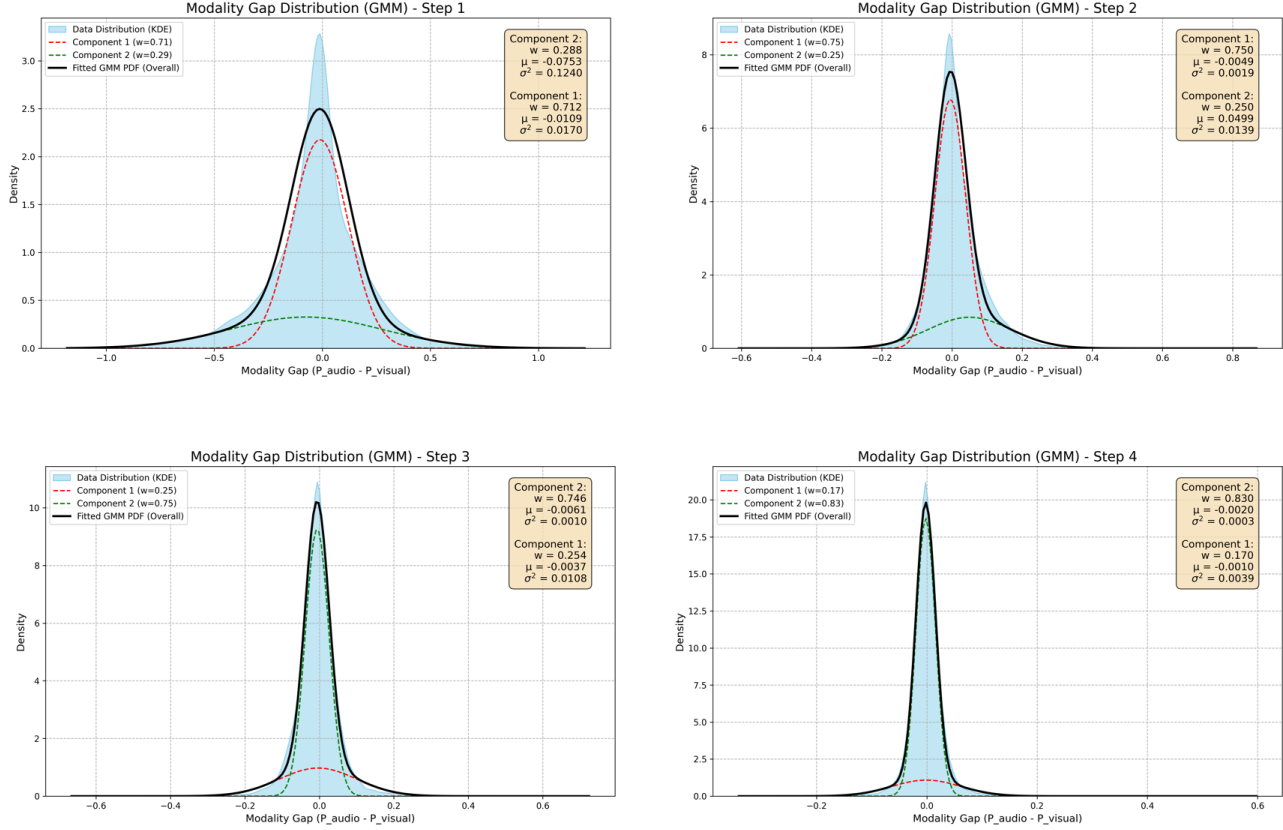 Modality Gap Distribution (GMM) - Step 1
Data Distribution (KDE)
Component 1 (w=0.71)
Component 2 (w=0.29)
Fitted GMM PDF (Overall)
Component 2:
w = 0.288
μ = -0.0753
σ² = 0.1240
Component 1:
w = 0.712
μ = -0.0109
σ² = 0.0170
Density
3.0
2.5
2.0
1.5
1.0
0.5
0.0
−1.0 −0.5 0.0 0.5 1.0
Modality Gap (P_audio - P_visual)
Modality Gap Distribution (GMM) - Step 2
Data Distribution (KDE)
Component 1 (w=0.75)
Component 2 (w=0.25)
Fitted GMM PDF (Overall)
Component 1:
w = 0.750
μ = -0.0049
σ² = 0.0019
Component 2:
w = 0.250
μ = 0.0499
σ² = 0.0139
Density
8
6
4
2
0
−0.6 −0.4 −0.2 0.0 0.2 0.4 0.6 0.8
Modality Gap (P_audio - P_visual)
Modality Gap Distribution (GMM) - Step 3
Data Distribution (KDE)
Component 1 (w=0.25)
Component 2 (w=0.75)
Fitted GMM PDF (Overall)
Component 2:
w = 0.746
μ = -0.0061
σ² = 0.0010
Component 1:
w = 0.254
μ = -0.0037
σ² = 0.0108
Density
10
8
6
4
2
0
−0.6 −0.4 −0.2 0.0 0.2 0.4 0.6
Modality Gap (P_audio - P_visual)
Modality Gap Distribution (GMM) - Step 4
Data Distribution (KDE)
Component 1 (w=0.17)
Component 2 (w=0.83)
Fitted GMM PDF (Overall)
Component 2:
w = 0.830
μ = -0.0020
σ² = 0.0003
Component 1:
w = 0.170
μ = -0.0010
σ² = 0.0039
Density
20.0
17.5
15.0
12.5
10.0
7.5
5.0
2.5
0.0
−0.2 0.0 0.2 0.4 0.6
Modality Gap (P_audio - P_visual)